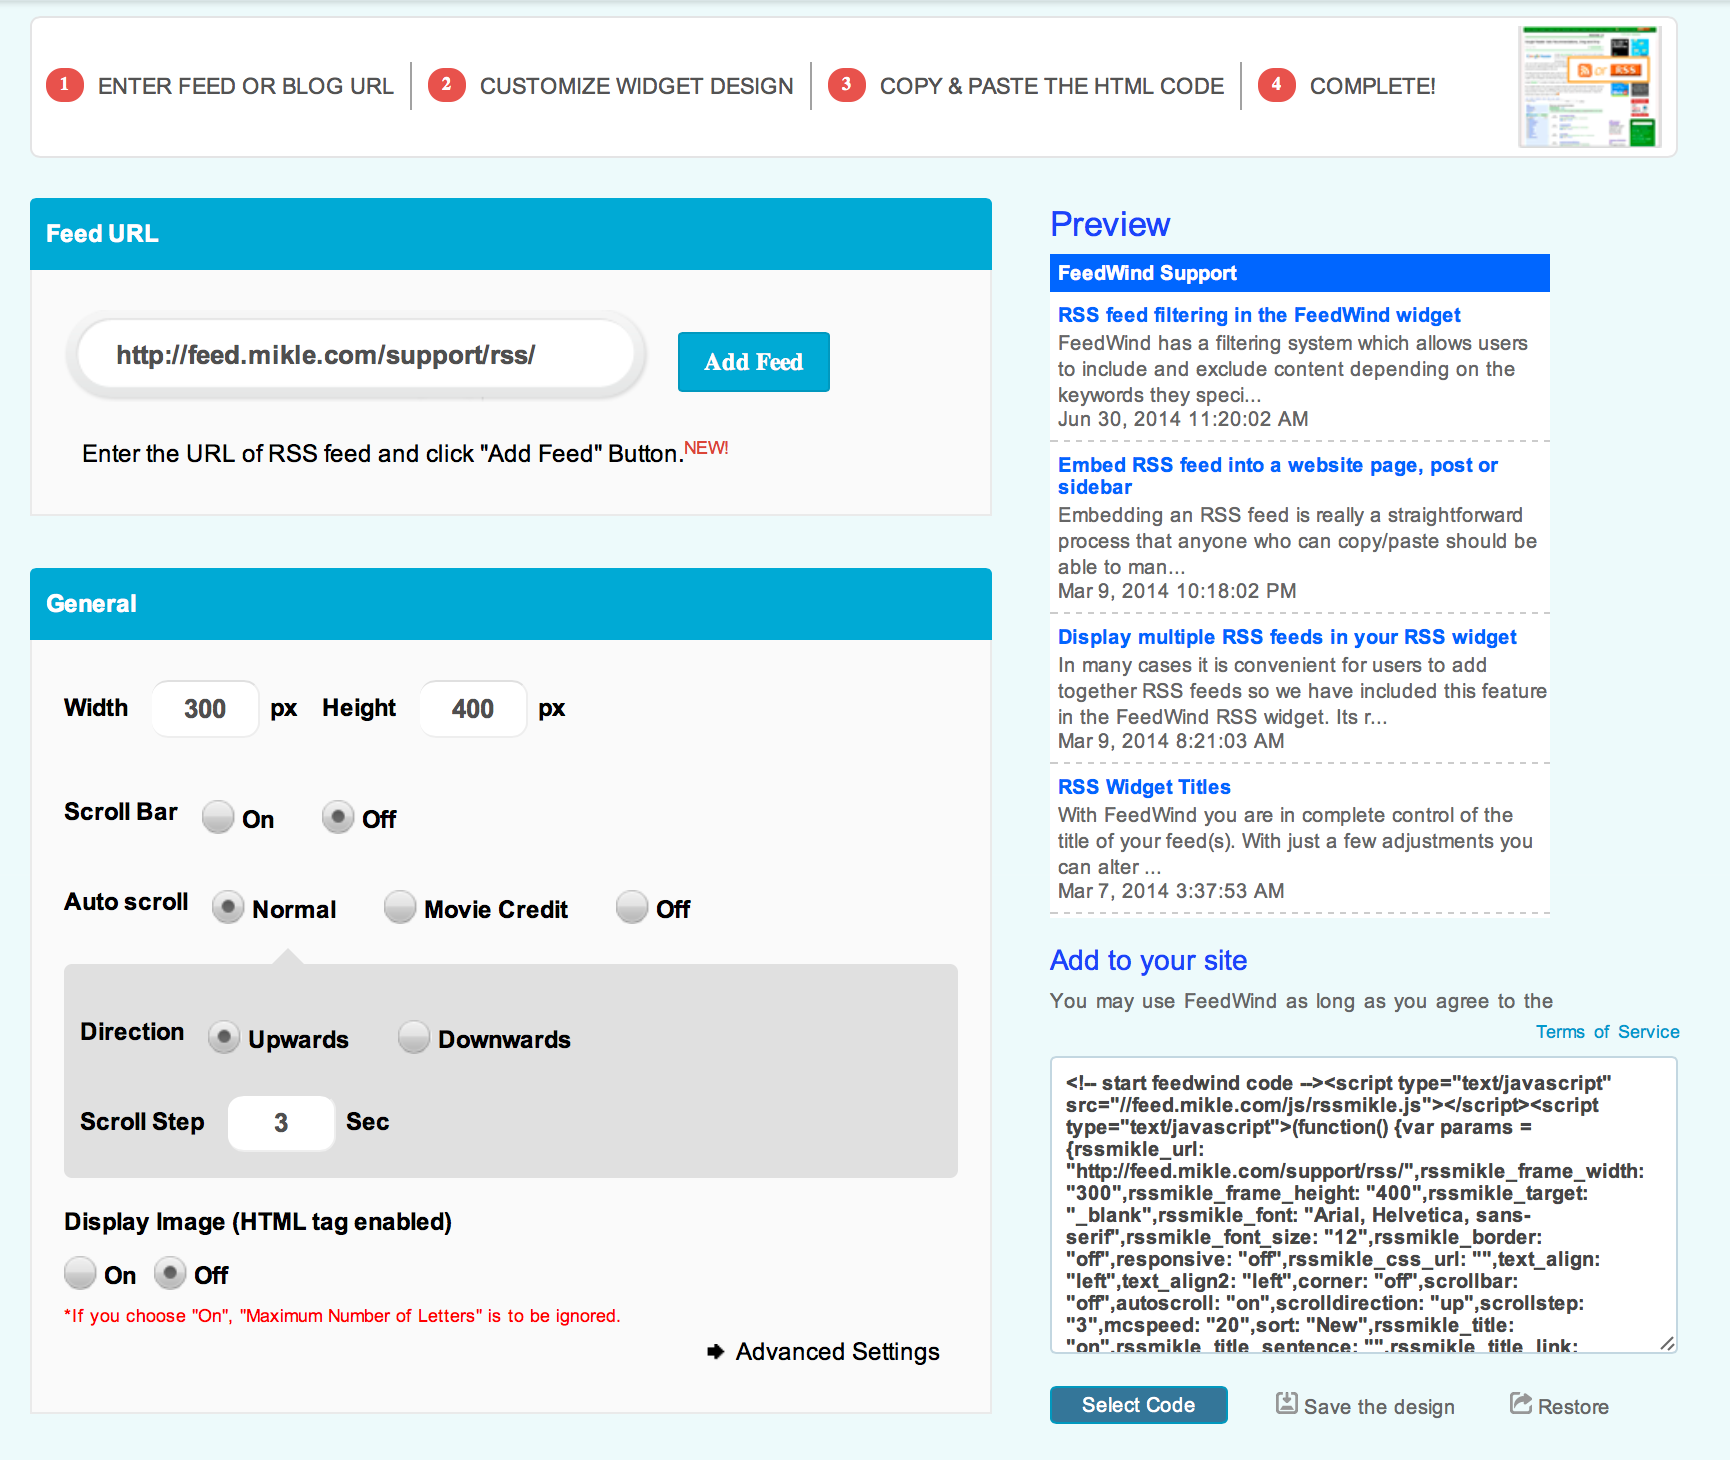 1 ENTER FEED OR BLOG URL
2 CUSTOMIZE WIDGET DESIGN
3 COPY & PASTE THE HTML CODE
4 COMPLETE!
or RSS
Feed URL
http://feed.mikle.com/support/rss/
Add Feed
Enter the URL of RSS feed and click "Add Feed" Button.NEW!
General
Width 300 px Height 400 px
Scroll Bar On Off
Auto scroll Normal Movie Credit Off
Direction Upwards Downwards
Scroll Step 3 Sec
Display Image (HTML tag enabled)
On Off
*If you choose "On", "Maximum Number of Letters" is to be ignored.
Advanced Settings
Preview
FeedWind Support
RSS feed filtering in the FeedWind widget
FeedWind has a filtering system which allows users
to include and exclude content depending on the
keywords they speci...
Jun 30, 2014 11:20:02 AM
Embed RSS feed into a website page, post or
sidebar
Embedding an RSS feed is really a straightforward
process that anyone who can copy/paste should be
able to man...
Mar 9, 2014 10:18:02 PM
Display multiple RSS feeds in your RSS widget
In many cases it is convenient for users to add
together RSS feeds so we have included this feature
in the FeedWind RSS widget. Its r...
Mar 9, 2014 8:21:03 AM
RSS Widget Titles
With FeedWind you are in complete control of the
title of your feed(s). With just a few adjustments you
can alter ...
Mar 7, 2014 3:37:53 AM
Add to your site
You may use FeedWind as long as you agree to the
Terms of Service
<!-- start feedwind code --><script type="text/javascript"
src="//feed.mikle.com/js/rssmikle.js"></script><script
type="text/javascript">(function() {var params =
{rssmikle_url:
"http://feed.mikle.com/support/rss/",rssmikle_frame_width:
"300",rssmikle_frame_height: "400",rssmikle_target:
"_blank",rssmikle_font: "Arial, Helvetica, sans-
serif",rssmikle_font_size: "12",rssmikle_border:
"off",responsive: "off",rssmikle_css_url: "",text_align:
"left",text_align2: "left",corner: "off",scrollbar:
"off",autoscroll: "on",scrolldirection: "up",scrollstep:
"3",mcspeed: "20",sort: "New",rssmikle_title:
"on",rssmikle_title_sentence: "",rssmikle_title_link:
Select Code
Save the design
Restore